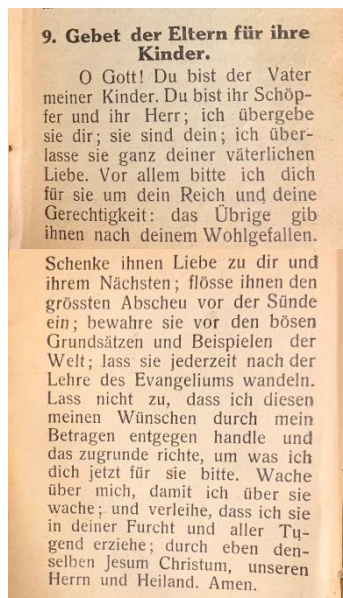 9. Gebet der Eltern für ihre
Kinder.
O Gott! Du bist der Vater
meiner Kinder. Du bist ihr Schöp-
fer und ihr Herr; ich übergebe
sie dir; sie sind dein; ich über-
lasse sie ganz deiner väterlichen
Liebe. Vor allem bitte ich dich
für sie um dein Reich und deine
Gerechtigkeit: das Übrige gib
ihnen nach deinem Wohlgefallen.
Schenke ihnen Liebe zu dir und
ihrem Nächsten; flösse ihnen den
grössten Abscheu vor der Sünde
ein; bewahre sie vor den bösen
Grundsätzen und Beispielen der
Welt; lass sie jederzeit nach der
Lehre des Evangeliums wandeln.
Lass nicht zu, dass ich diesen
meinen Wünschen durch mein
Betragen entgegen handle und
das zugrunde richte, um was ich
dich jetzt für sie bitte. Wache
über mich, damit ich über sie
wache; und verleihe, dass ich sie
in deiner Furcht und aller Tu-
gend erziehe; durch eben den-
selben Jesum Christum, unseren
Herrn und Heiland. Amen.